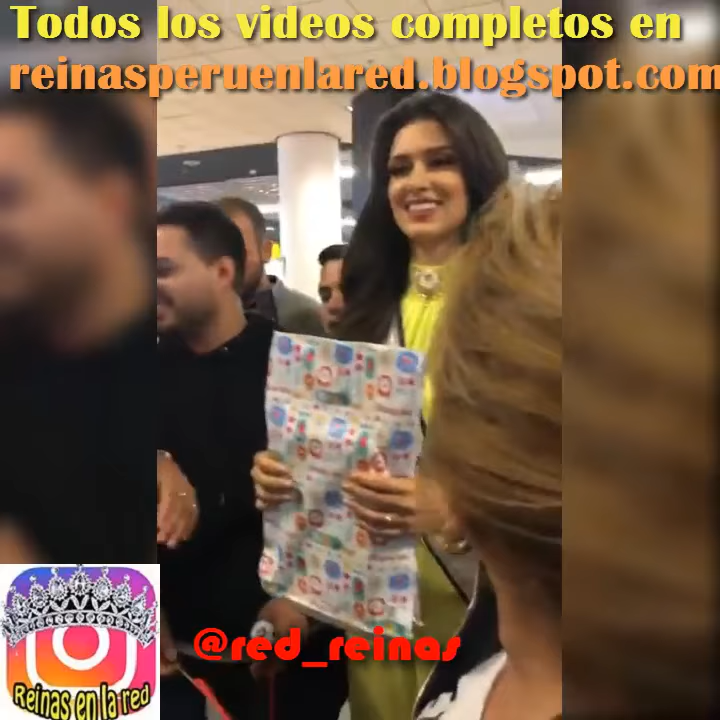 Todos los videos completos en
reinasperuenlared.blogspot.com
@red_reinas
Reinas en la red